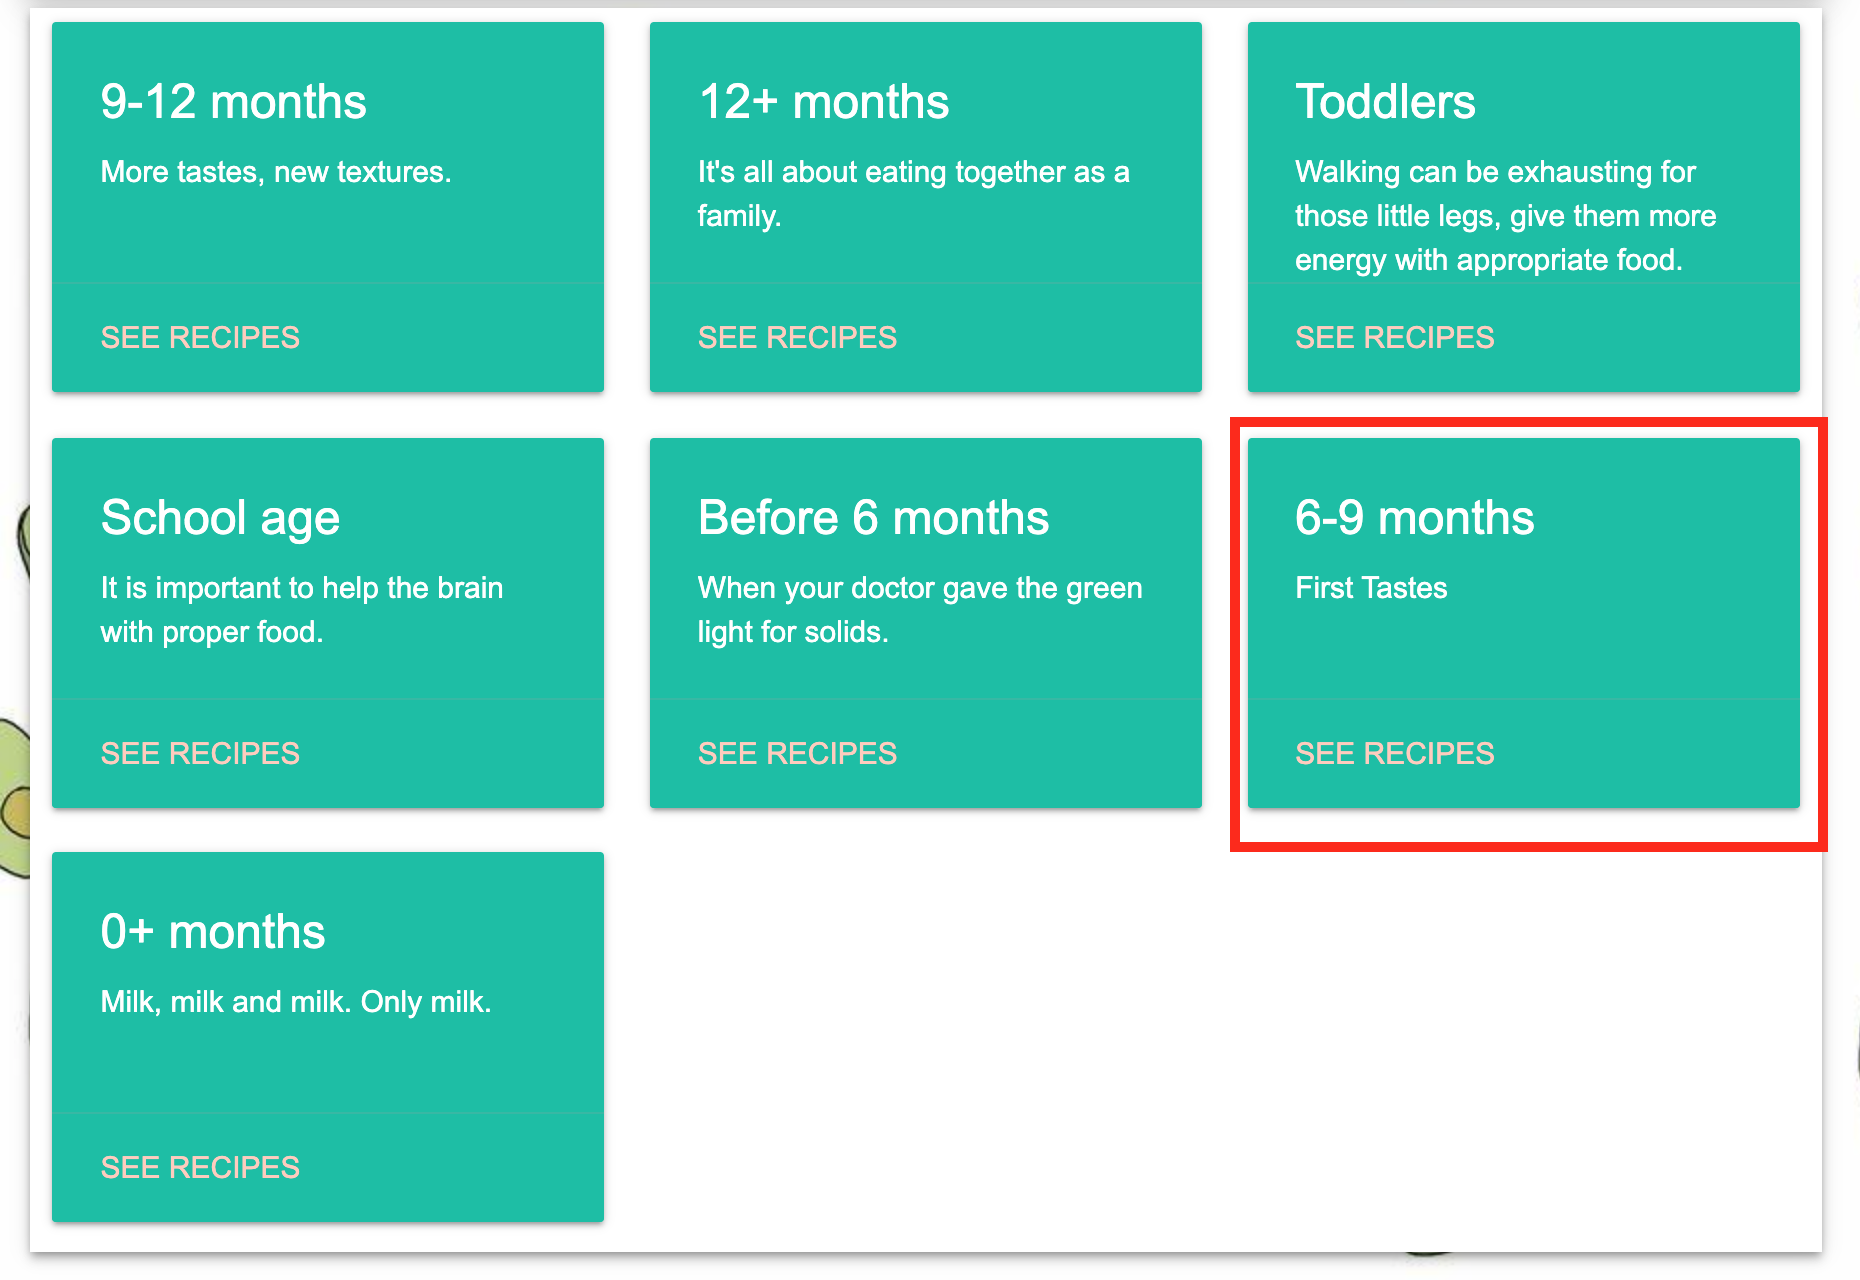 9-12 months
More tastes, new textures.
SEE RECIPES
12+ months
It's all about eating together as a
family.
SEE RECIPES
Toddlers
Walking can be exhausting for
those little legs, give them more
energy with appropriate food.
SEE RECIPES
School age
It is important to help the brain
with proper food.
SEE RECIPES
Before 6 months
When your doctor gave the green
light for solids.
SEE RECIPES
6-9 months
First Tastes
SEE RECIPES
0+ months
Milk, milk and milk. Only milk.
SEE RECIPES